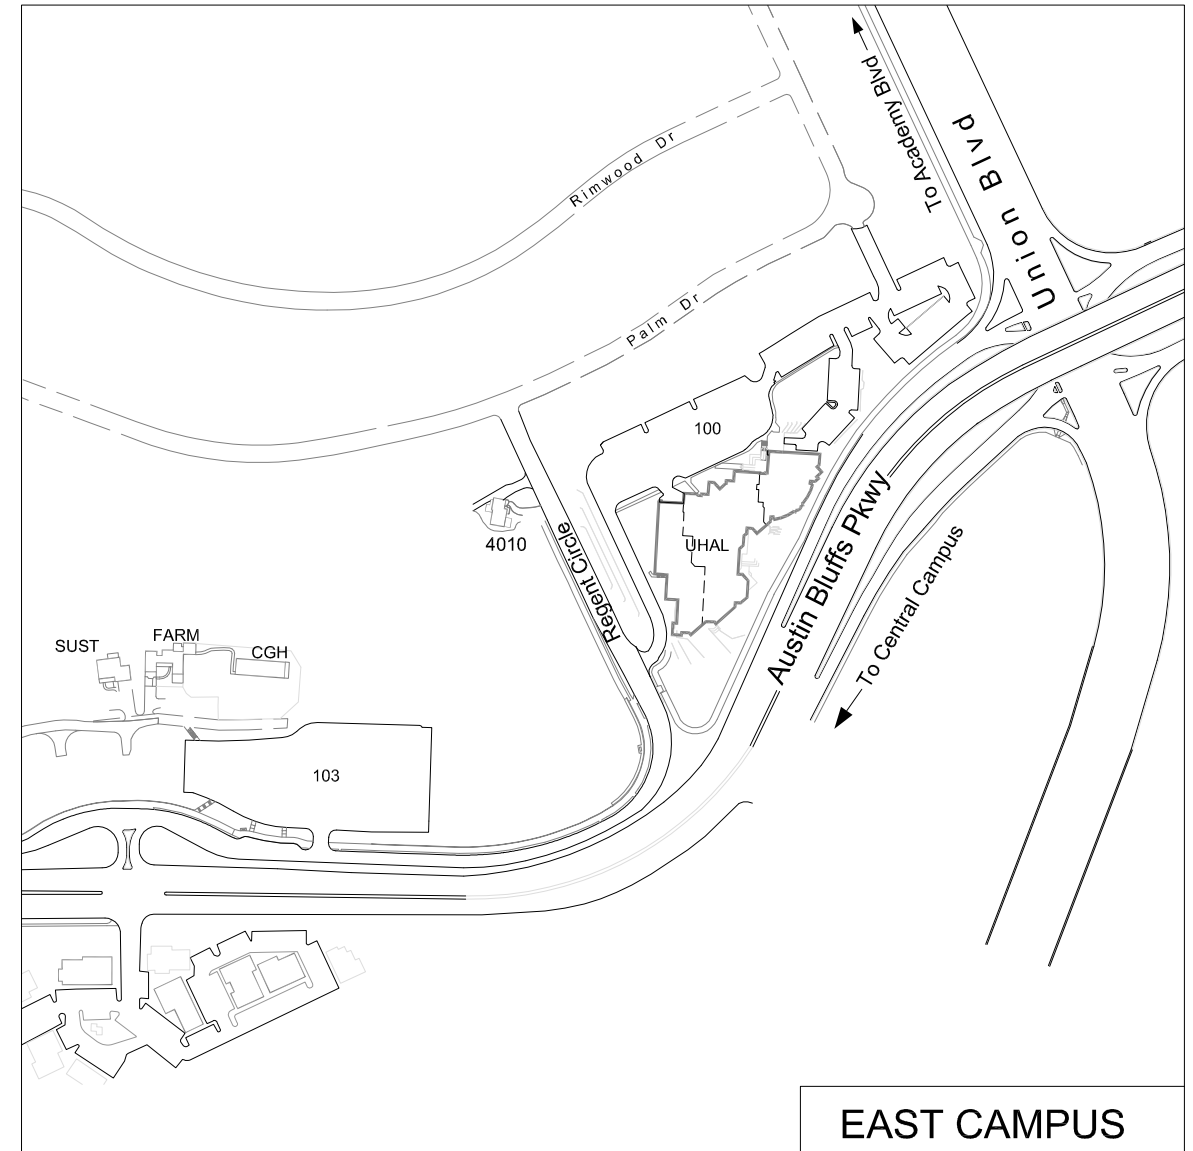 To Academy Blvd
Union Blvd
Rimwood Dr
Palm Dr
100
4010
UHAL
Regent Circle
Austin Bluffs Pkwy
To Central Campus
SUST
FARM
CGH
103
EAST CAMPUS